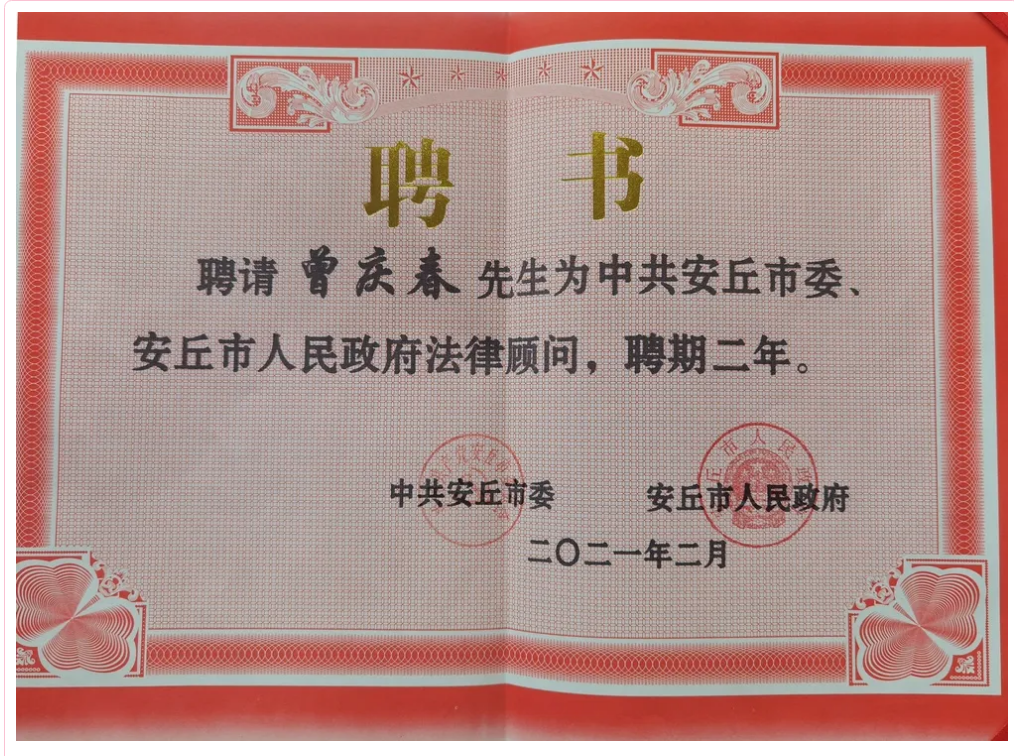 聘书
聘请曾庆春先生为中共安丘市委、
安丘市人民政府法律顾问，聘期二年。
中共安丘市委 安丘市人民政府
二〇二一年二月